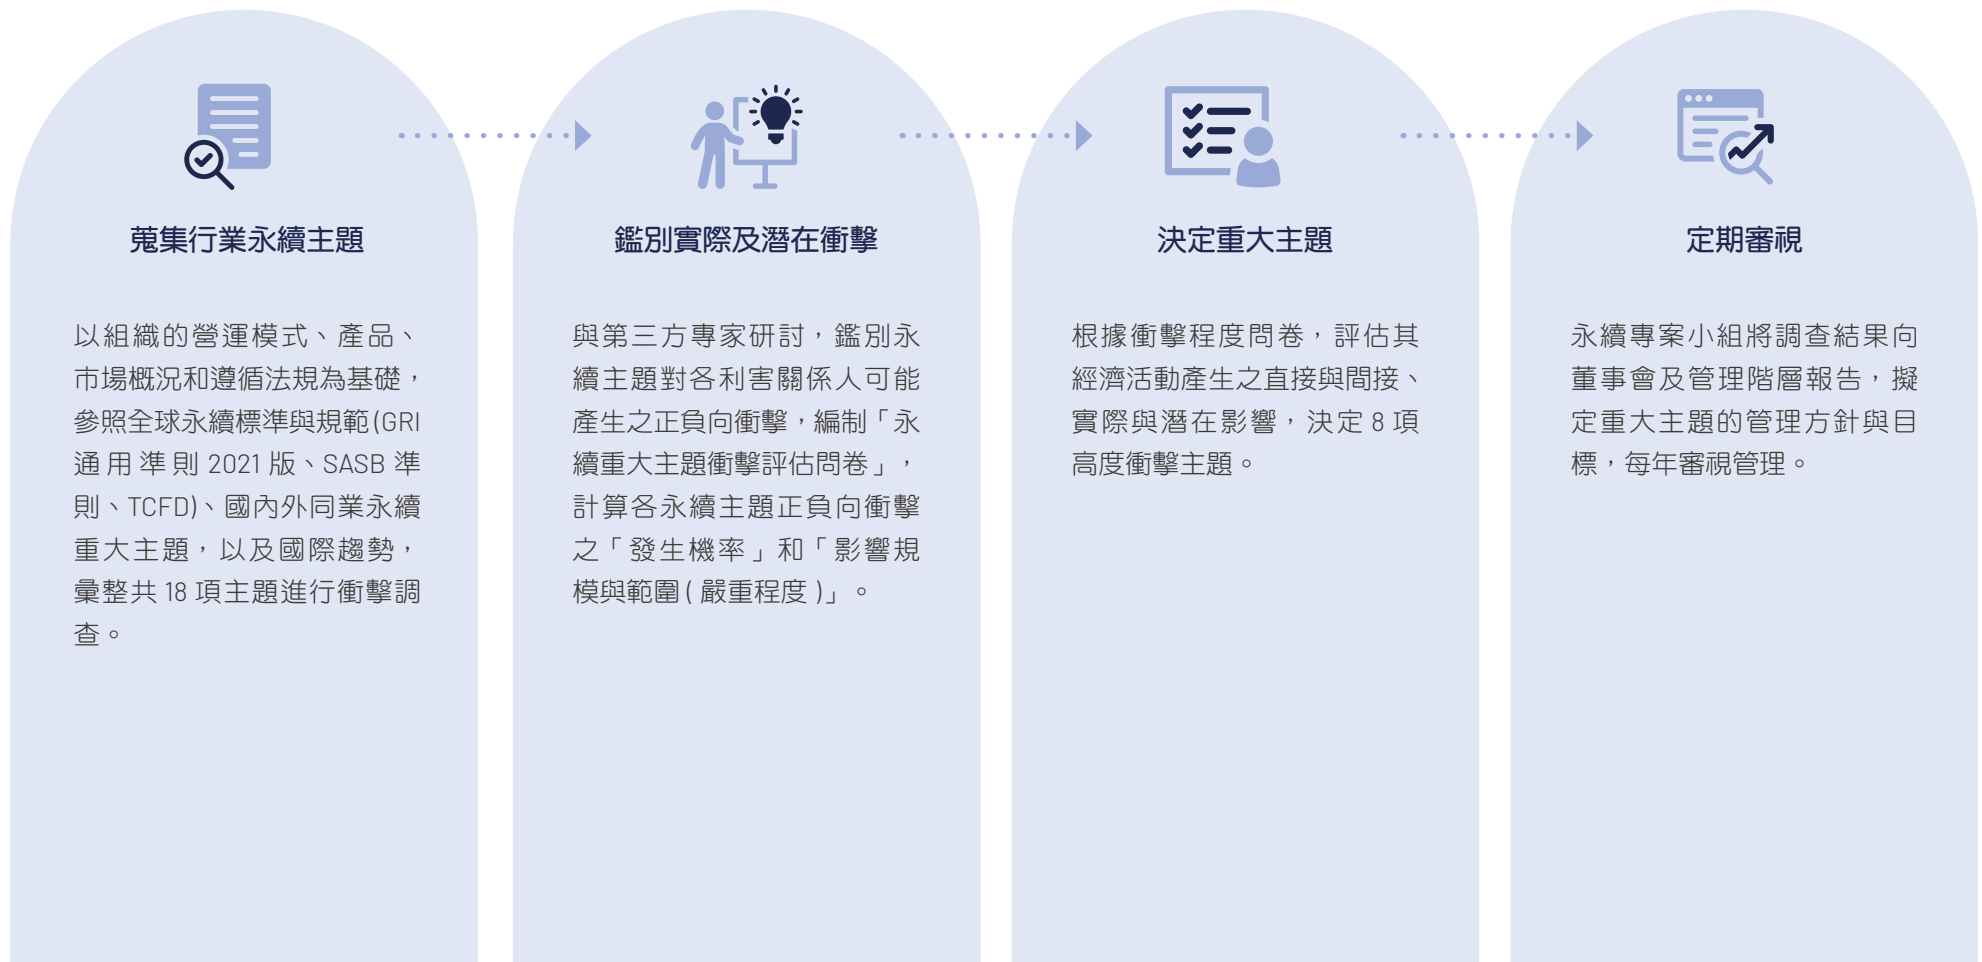 蒐集行業永續主題
以組織的營運模式、產品、
市場概況和遵循法規為基礎，
參照全球永續標準與規範(GRI
通用準則 2021 版、SASB 準
則、TCFD)、國內外同業永續
重大主題，以及國際趨勢，
彙整共 18 項主題進行衝擊調
查。
鑑別實際及潛在衝擊
與第三方專家研討，鑑別永
續主題對各利害關係人可能
產生之正負向衝擊，編制「永
續重大主題衝擊評估問卷」，
計算各永續主題正負向衝擊
之「發生機率」和「影響規
模與範圍( 嚴重程度 )」。
決定重大主題
根據衝擊程度問卷，評估其
經濟活動產生之直接與間接、
實際與潛在影響，決定 8 項
高度衝擊主題。
定期審視
永續專案小組將調查結果向
董事會及管理階層報告，擬
定重大主題的管理方針與目
標，每年審視管理。